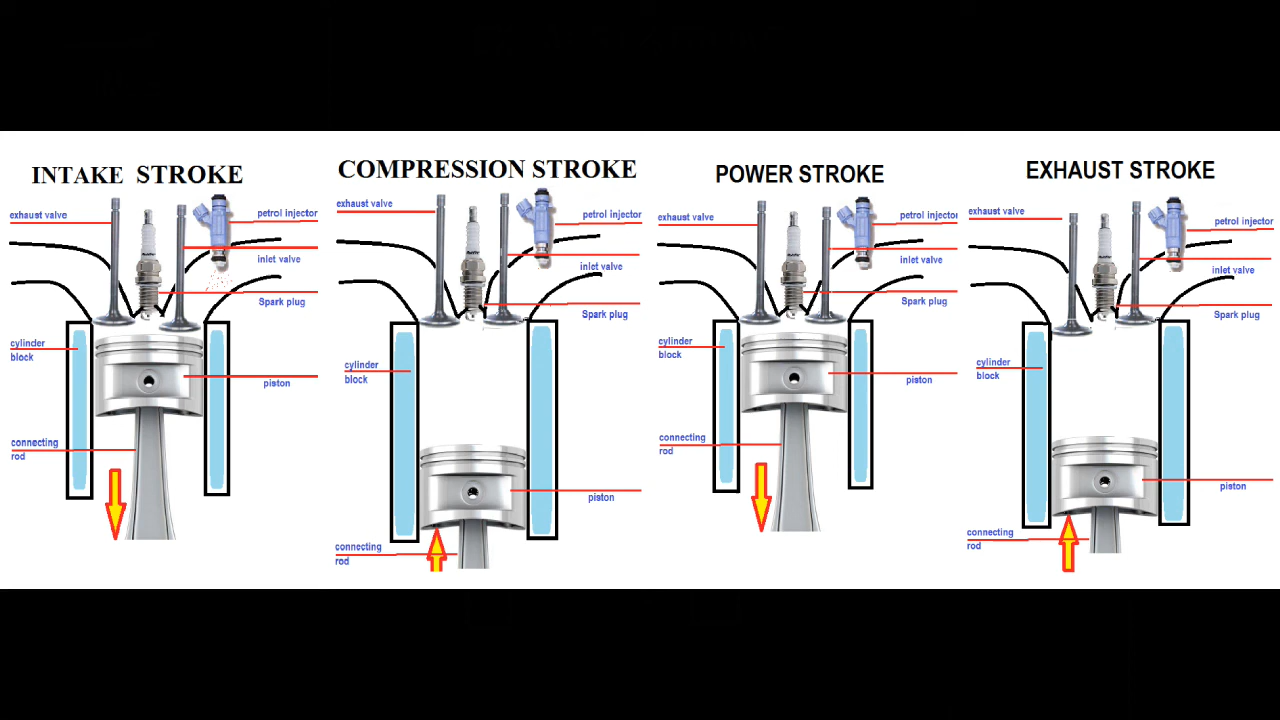 INTAKE STROKE
exhaust valve
petrol injector
inlet valve
Spark plug
cylinder
block
piston
connecting
rod
COMPRESSION STROKE
exhaust valve
petrol injector
inlet valve
Spark plug
cylinder
block
piston
connecting
rod
POWER STROKE
exhaust valve
petrol injector
inlet valve
Spark plug
cylinder
block
piston
connecting
rod
EXHAUST STROKE
exhaust valve
petrol injector
inlet valve
Spark plug
cylinder
block
piston
connecting
rod